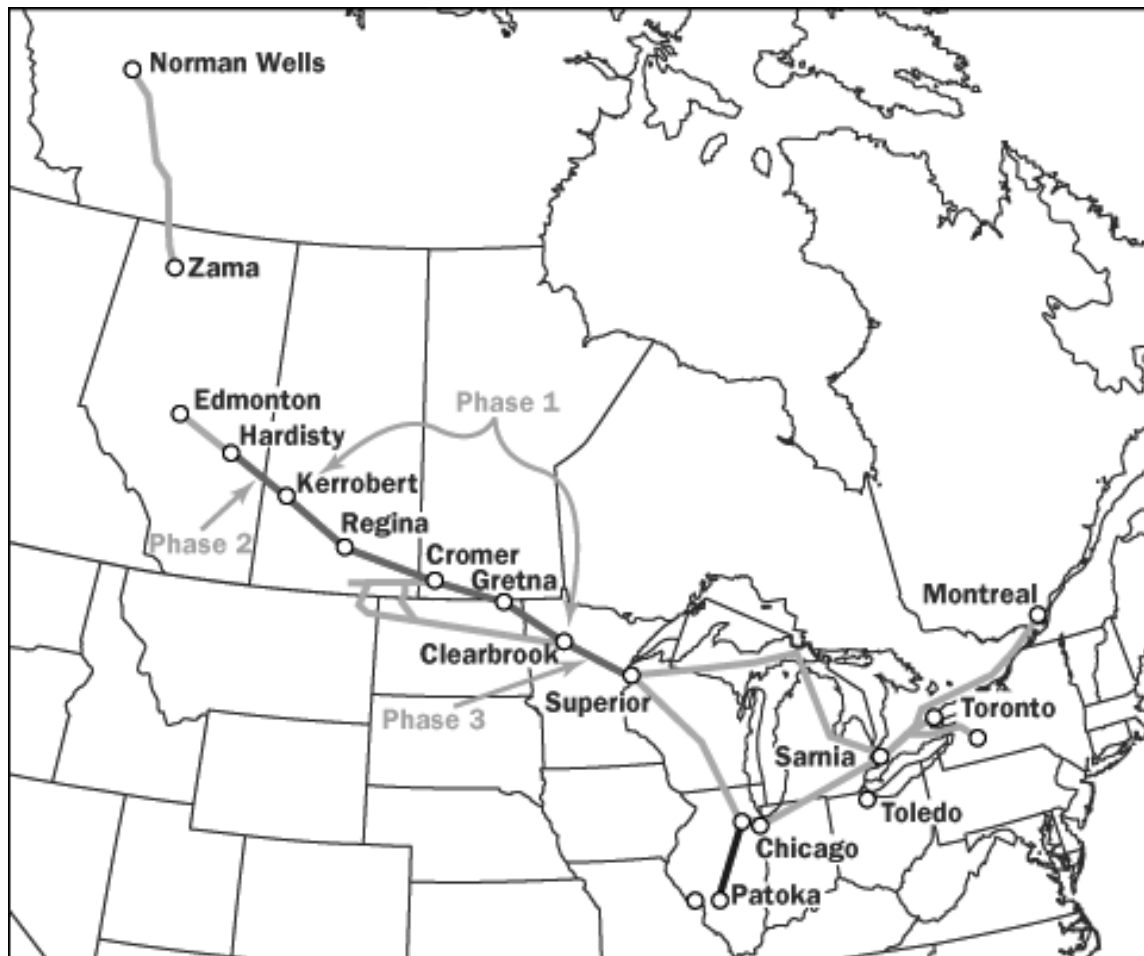 Norman Wells
Zama
Edmonton
Phase 1
Hardisty
Kerrobert
Regina
Phase 2
Cromer
Gretna
Montreal
Clearbrook
Superior
Phase 3
Toronto
Sarnia
Toledo
Chicago
Patoka